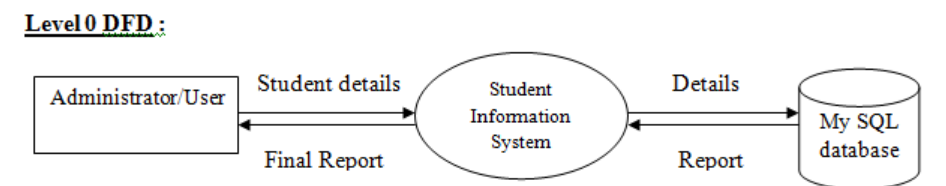 Level 0 DFD :
Administrator/User
Student details
Final Report
Student
Information
System
Details
Report
My SQL
database